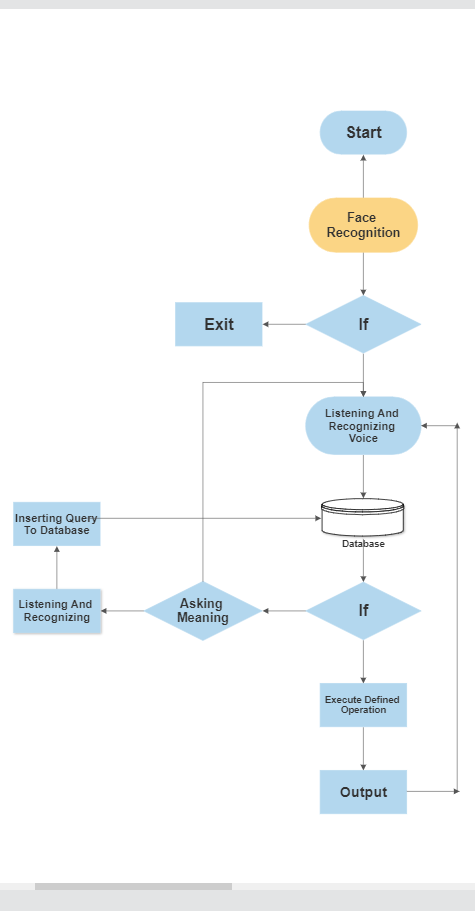 Start
Face
Recognition
Exit
If
Listening And
Recognizing
Voice
Inserting Query
To Database
Database
Listening And
Recognizing
Asking
Meaning
If
Execute Defined
Operation
Output